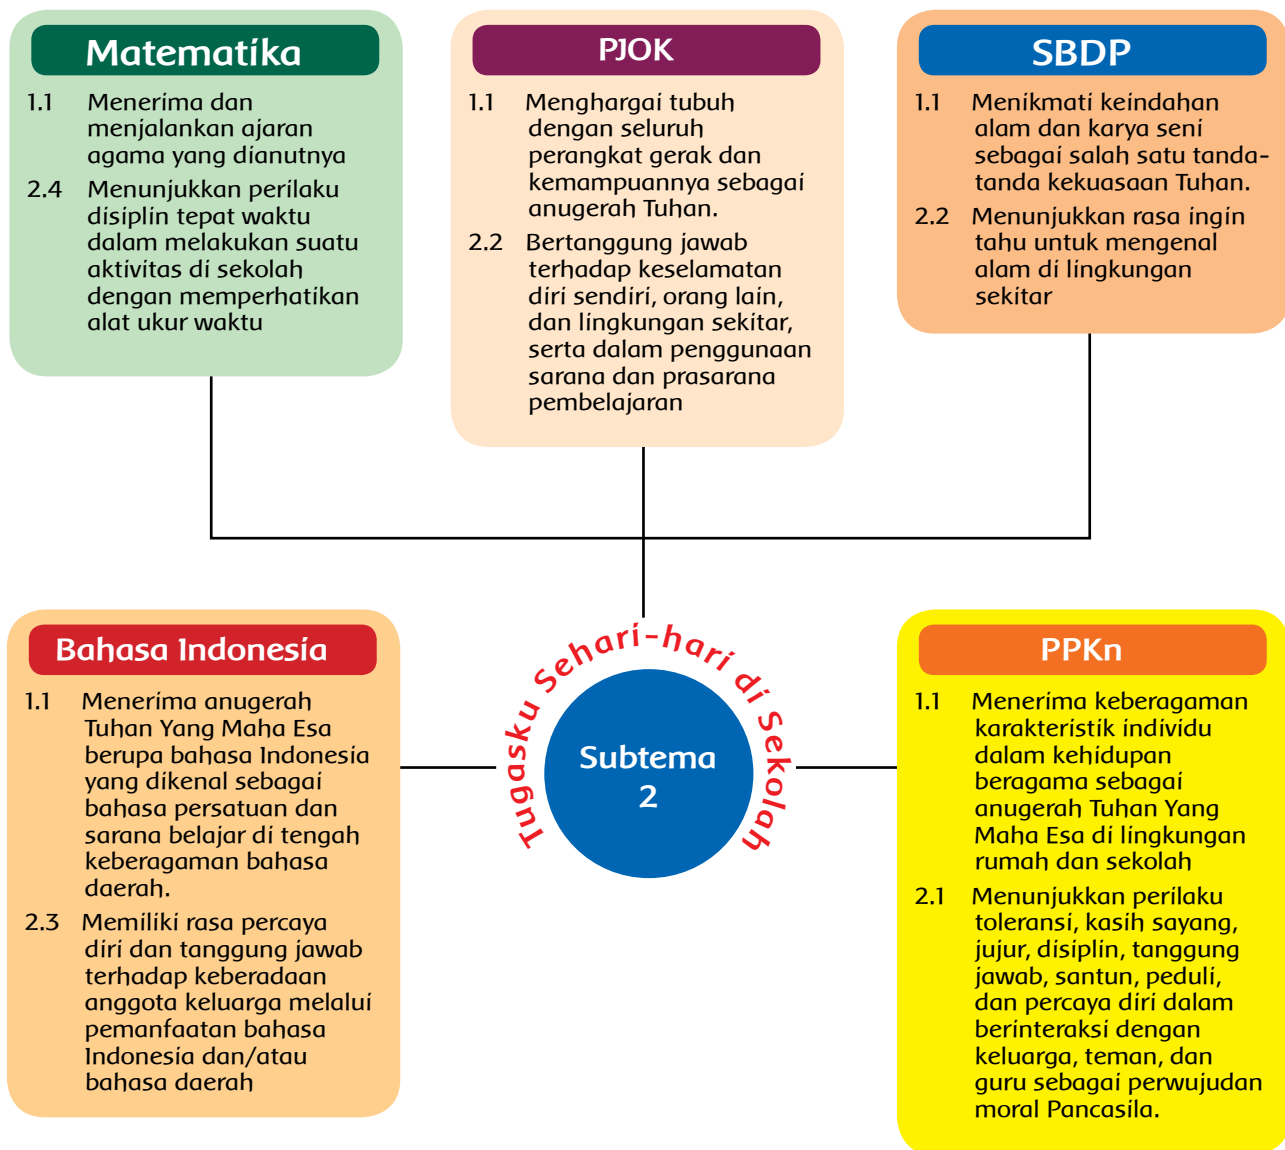 Matematika
1.1 Menerima dan
menjalankan ajaran
agama yang dianutnya
2.4 Menunjukkan perilaku
disiplin tepat waktu
dalam melakukan suatu
aktivitas di sekolah
dengan memperhatikan
alat ukur waktu
PJOK
1.1 Menghargai tubuh
dengan seluruh
perangkat gerak dan
kemampuannya sebagai
anugerah Tuhan.
2.2 Bertanggung jawab
terhadap keselamatan
diri sendiri, orang lain,
dan lingkungan sekitar,
serta dalam penggunaan
sarana dan prasarana
pembelajaran
SBDP
1.1 Menikmati keindahan
alam dan karya seni
sebagai salah satu tanda-
tanda kekuasaan Tuhan.
2.2 Menunjukkan rasa ingin
tahu untuk mengenal
alam di lingkungan
sekitar
Bahasa Indonesia
1.1 Menerima anugerah
Tuhan Yang Maha Esa
berupa bahasa Indonesia
yang dikenal sebagai
bahasa persatuan dan
sarana belajar di tengah
keberagaman bahasa
daerah.
2.3 Memiliki rasa percaya
diri dan tanggung jawab
terhadap keberadaan
anggota keluarga melalui
pemanfaatan bahasa
Indonesia dan/atau
bahasa daerah
Tugasku Sehari-hari di Sekolah
Subtema
2
PPKn
1.1 Menerima keberagaman
karakteristik individu
dalam kehidupan
beragama sebagai
anugerah Tuhan Yang
Maha Esa di lingkungan
rumah dan sekolah
2.1 Menunjukkan perilaku
toleransi, kasih sayang,
jujur, disiplin, tanggung
jawab, santun, peduli,
dan percaya diri dalam
berinteraksi dengan
keluarga, teman, dan
guru sebagai perwujudan
moral Pancasila.